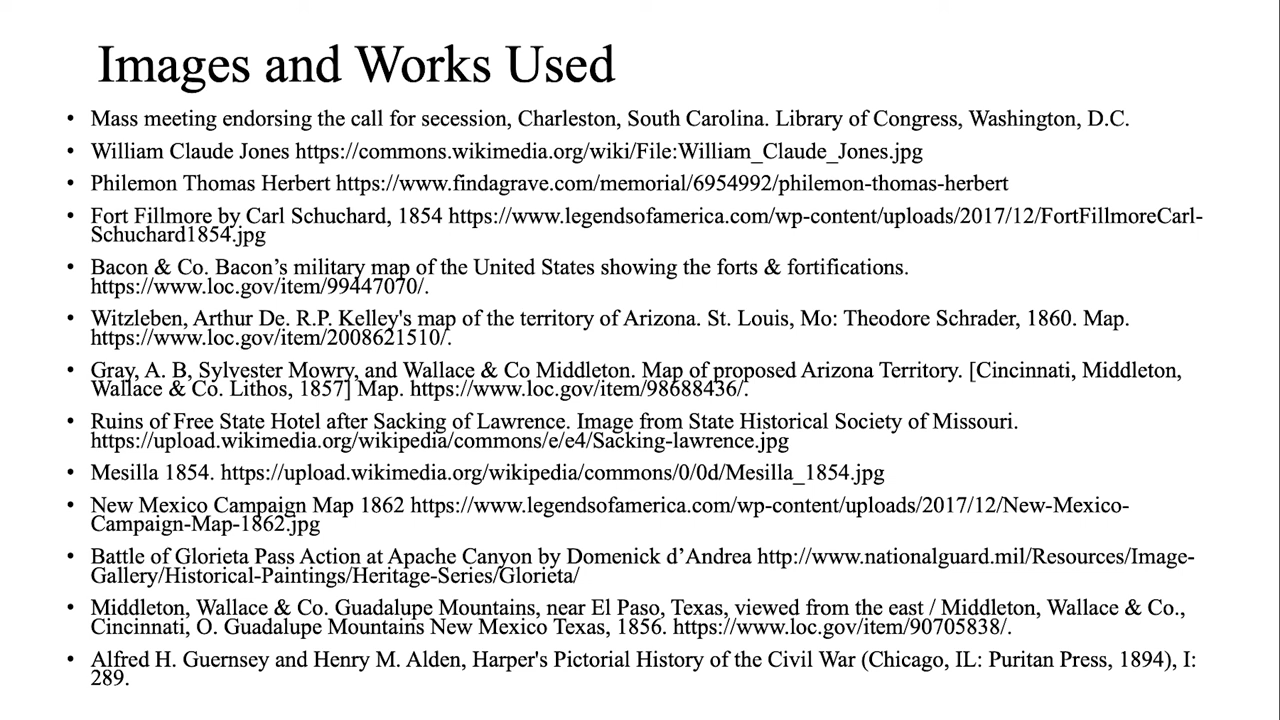 Images and Works Used
• Mass meeting endorsing the call for secession, Charleston, South Carolina. Library of Congress, Washington, D.C.
• William Claude Jones https://commons.wikimedia.org/wiki/File:William_Claude_Jones.jpg
• Philemon Thomas Herbert https://www.findagrave.com/memorial/6954992/philemon-thomas-herbert
• Fort Fillmore by Carl Schuchard, 1854 https://www.legendsofamerica.com/wp-content/uploads/2017/12/FortFillmoreCarl-
Schuchard1854.jpg
• Bacon & Co. Bacon’s military map of the United States showing the forts & fortifications.
https://www.loc.gov/item/99447070/.
• Witzleben, Arthur De. R.P. Kelley's map of the territory of Arizona. St. Louis, Mo: Theodore Schrader, 1860. Map.
https://www.loc.gov/item/2008621510/.
• Gray, A. B, Sylvester Mowry, and Wallace & Co Middleton. Map of proposed Arizona Territory. [Cincinnati, Middleton,
Wallace & Co. Lithos, 1857] Map. https://www.loc.gov/item/98688436/.
• Ruins of Free State Hotel after Sacking of Lawrence. Image from State Historical Society of Missouri.
https://upload.wikimedia.org/wikipedia/commons/e/e4/Sacking-lawrence.jpg
• Mesilla 1854. https://upload.wikimedia.org/wikipedia/commons/0/0d/Mesilla_1854.jpg
• New Mexico Campaign Map 1862 https://www.legendsofamerica.com/wp-content/uploads/2017/12/New-Mexico-
Campaign-Map-1862.jpg
• Battle of Glorieta Pass Action at Apache Canyon by Domenick d’Andrea http://www.nationalguard.mil/Resources/Image-
Gallery/Historical-Paintings/Heritage-Series/Glorieta/
• Middleton, Wallace & Co. Guadalupe Mountains, near El Paso, Texas, viewed from the east / Middleton, Wallace & Co.,
Cincinnati, O. Guadalupe Mountains New Mexico Texas, 1856. https://www.loc.gov/item/90705838/.
• Alfred H. Guernsey and Henry M. Alden, Harper's Pictorial History of the Civil War (Chicago, IL: Puritan Press, 1894), I:
289.